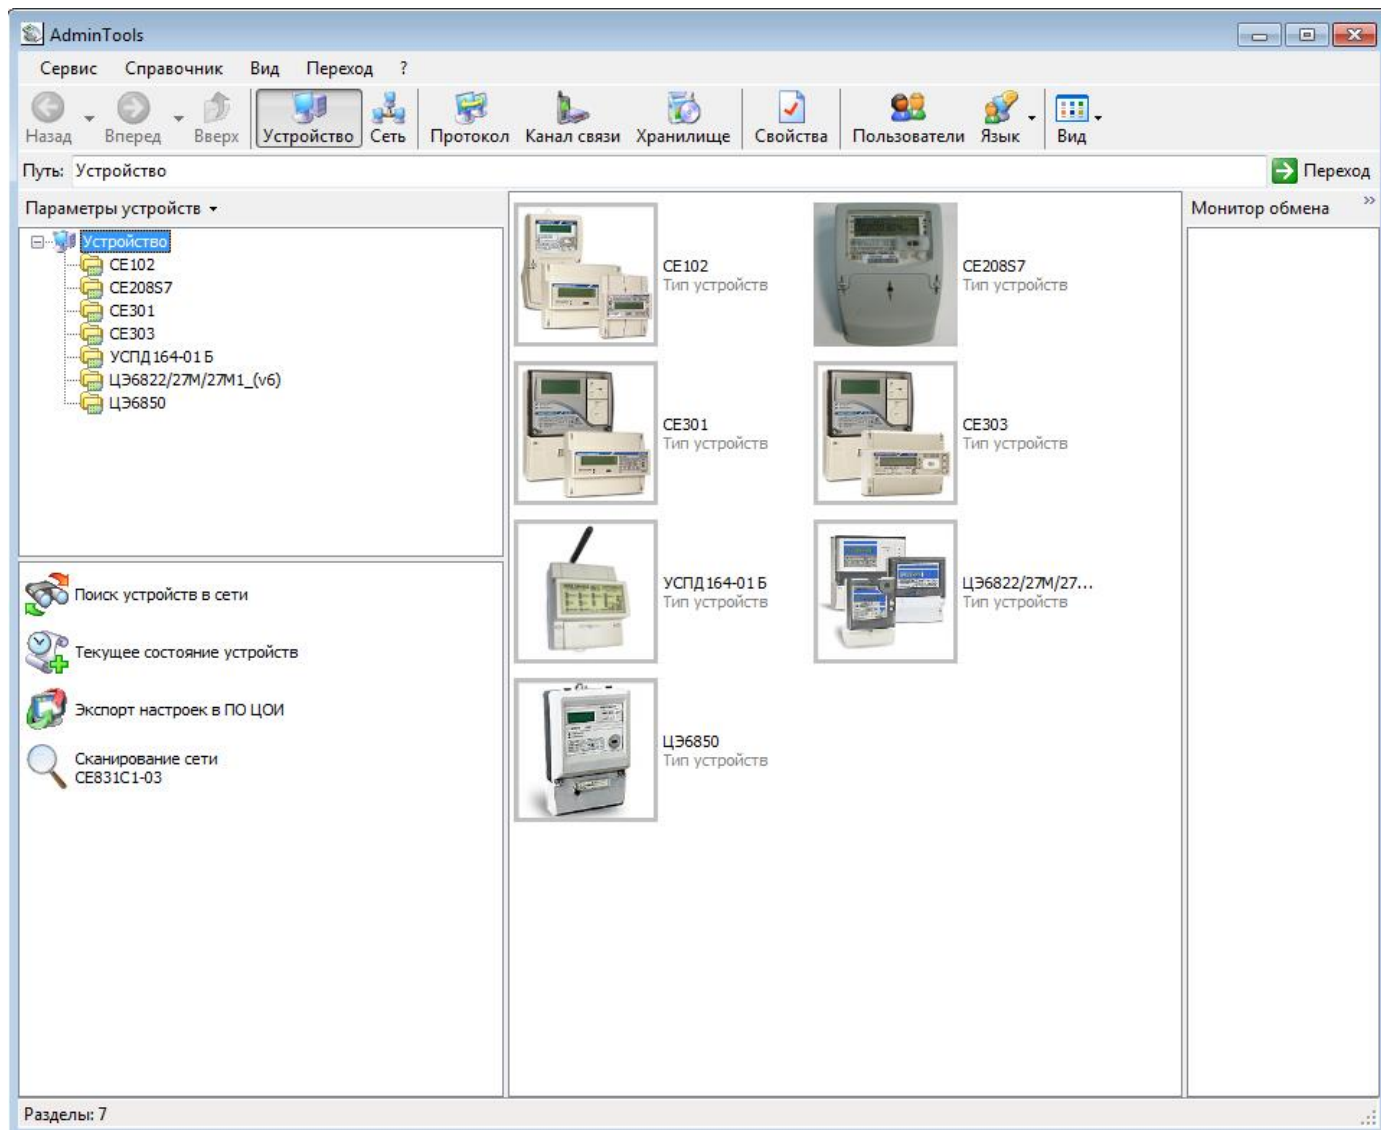 AdminTools
Сервис Справочник Вид Переход ?
Назад Вперед Вверх Устройство Сеть Протокол Канал связи Хранилище Свойства Пользователи Язык Вид
Путь: Устройство Переход
Параметры устройств
Устройство
CE102
CE208S7
CE301
CE303
УСПД 164-01 Б
ЦЭ6822/27М/27М1_(v6)
ЦЭ6850
Поиск устройств в сети
Текущее состояние устройств
Экспорт настроек в ПО ЦОИ
Сканирование сети
CE831C1-03
CE102
Тип устройств
CE208S7
Тип устройств
CE301
Тип устройств
CE303
Тип устройств
УСПД 164-01 Б
Тип устройств
ЦЭ6822/27М/27...
Тип устройств
ЦЭ6850
Тип устройств
Монитор обмена
Разделы: 7